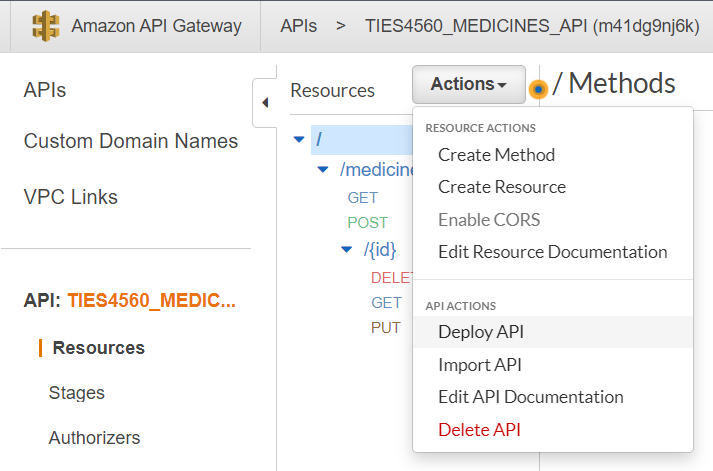 Amazon API Gateway APIs > TIES4560_MEDICINES_API (m41dg9nj6k)
APIs
Custom Domain Names
VPC Links
API: TIES4560_MEDIC...
Resources
Stages
Authorizers
Resources
Actions
/ Methods
/
/medicine
GET
POST
/{id}
DELET
GET
PUT
RESOURCE ACTIONS
Create Method
Create Resource
Enable CORS
Edit Resource Documentation
API ACTIONS
Deploy API
Import API
Edit API Documentation
Delete API